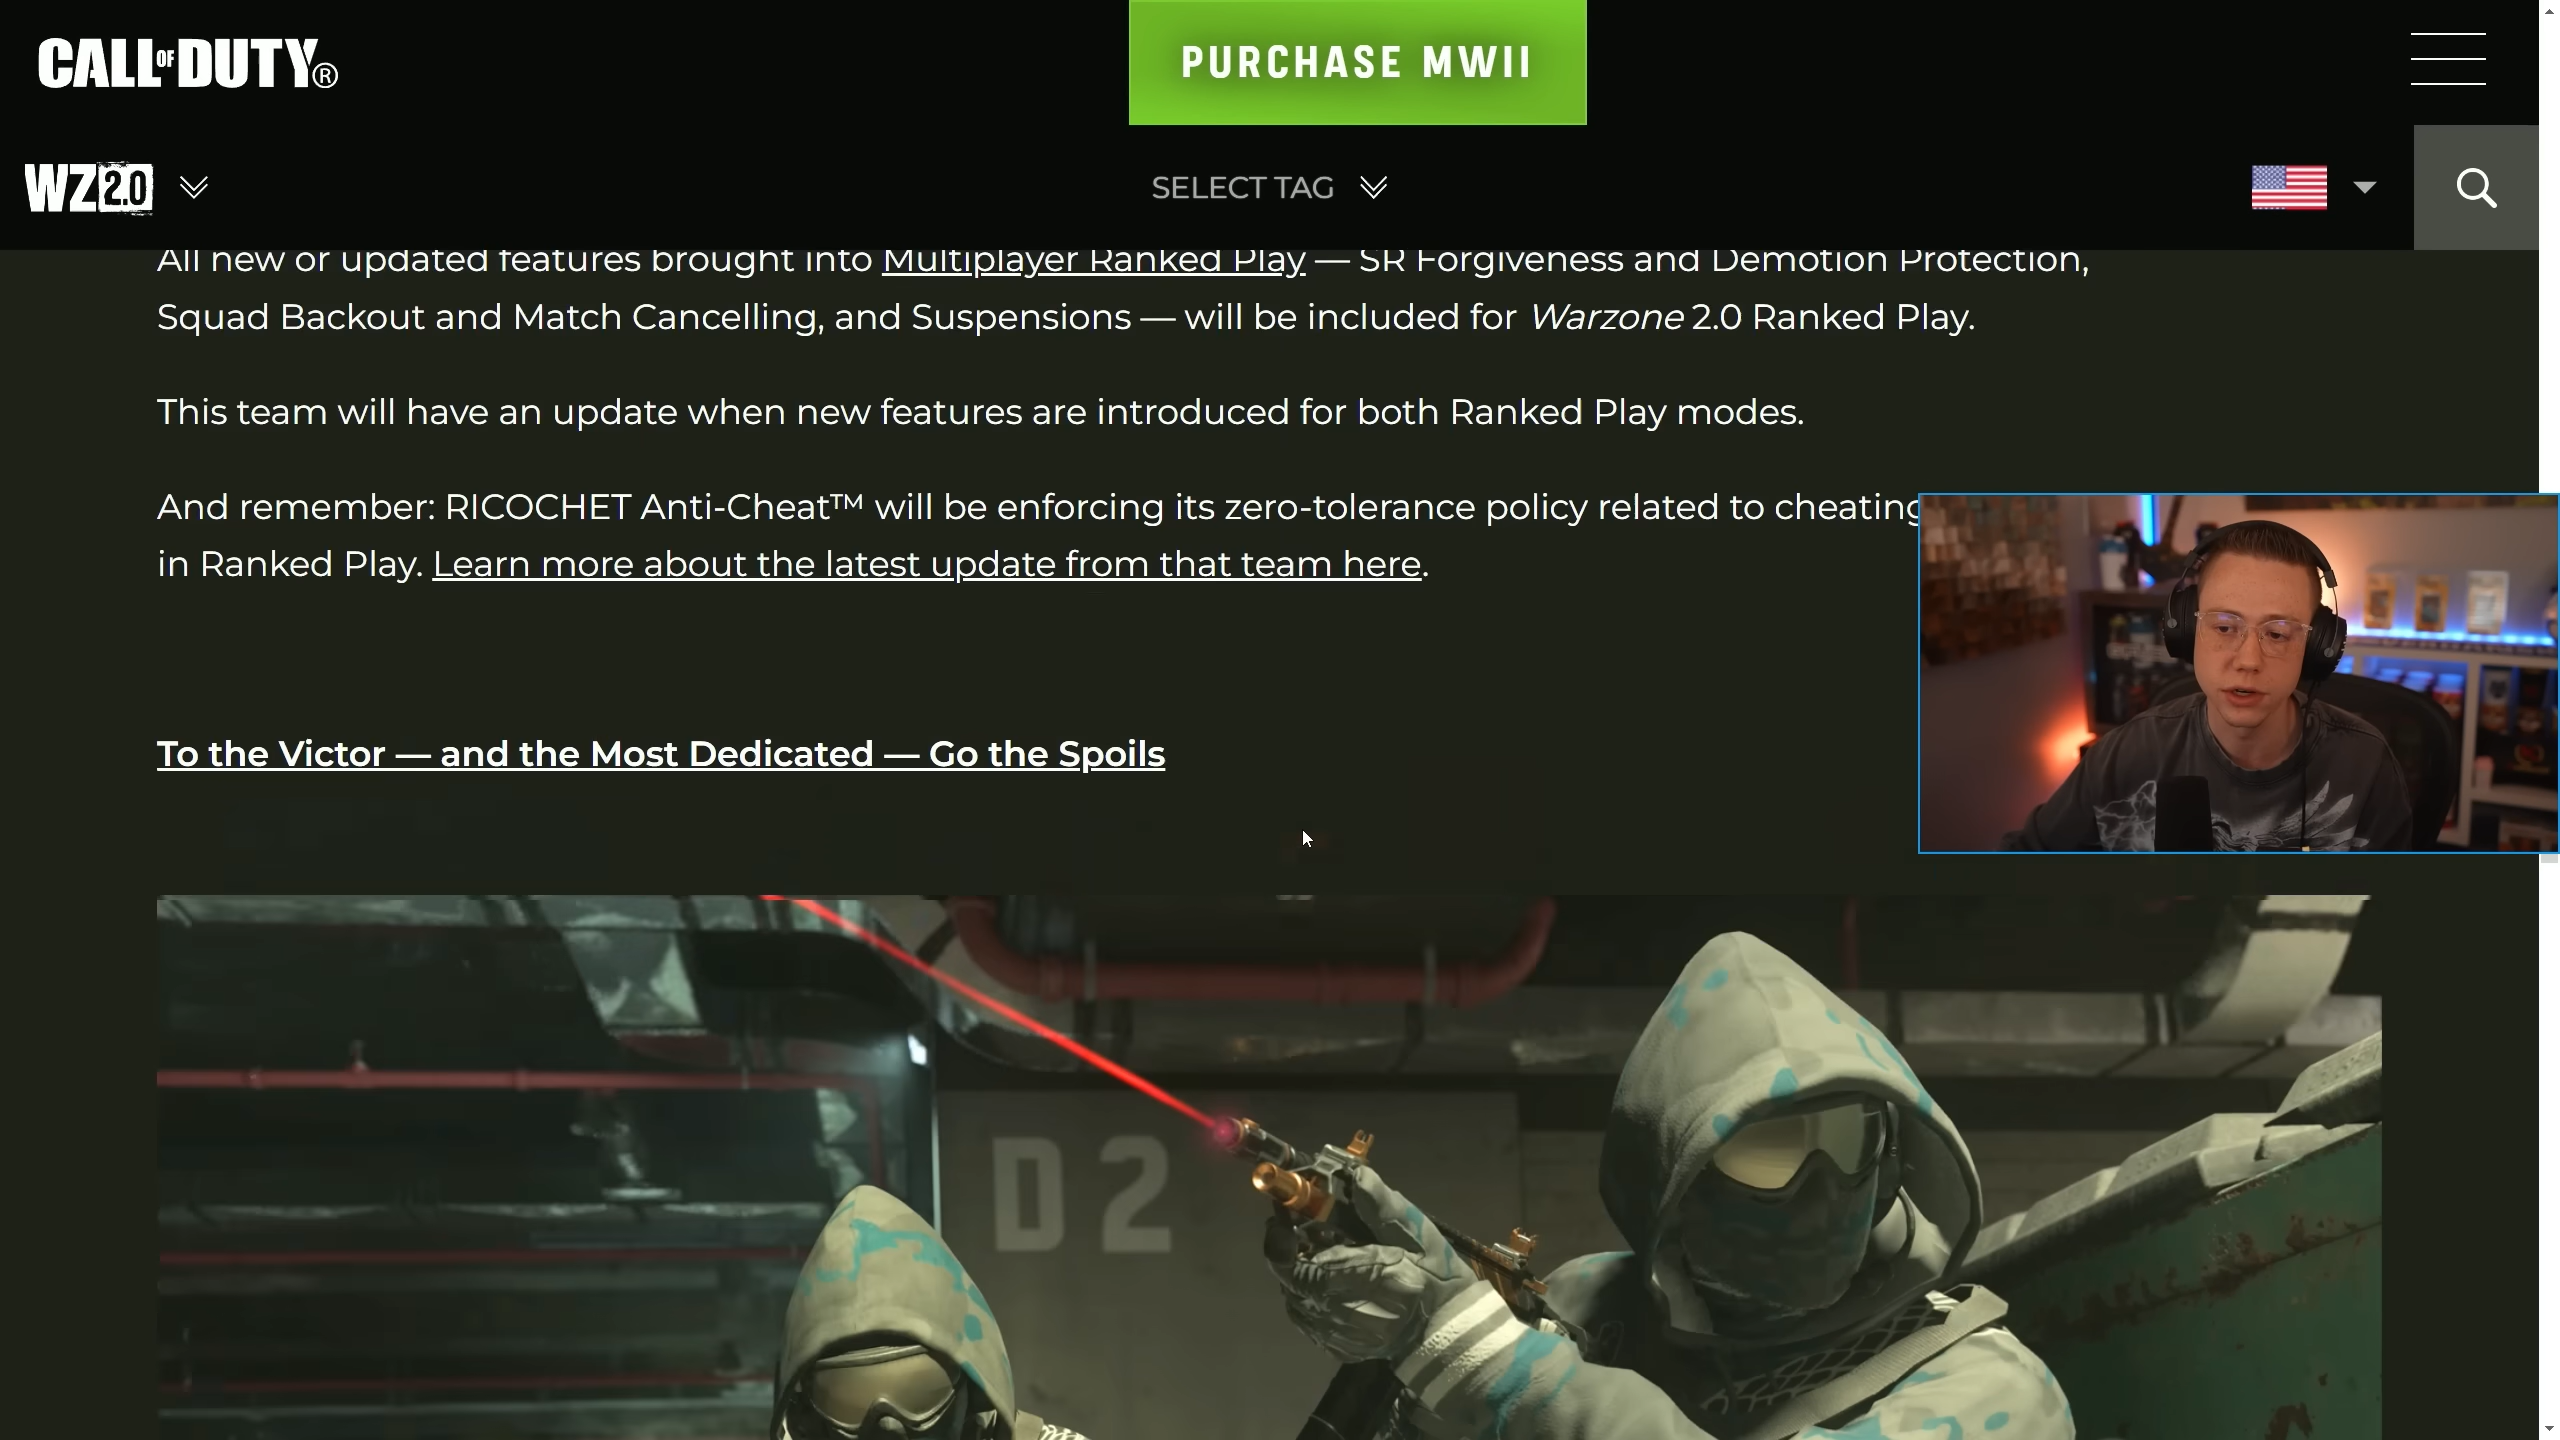 CALL OF DUTY®
PURCHASE MWII
WZ 2.0
SELECT TAG
All new or updated features brought into Multiplayer Ranked Play — SR Forgiveness and Demotion Protection,
Squad Backout and Match Cancelling, and Suspensions — will be included for Warzone 2.0 Ranked Play.
This team will have an update when new features are introduced for both Ranked Play modes.
And remember: RICOCHET Anti-Cheat™ will be enforcing its zero-tolerance policy related to cheating
in Ranked Play. Learn more about the latest update from that team here.
To the Victor — and the Most Dedicated — Go the Spoils
D2